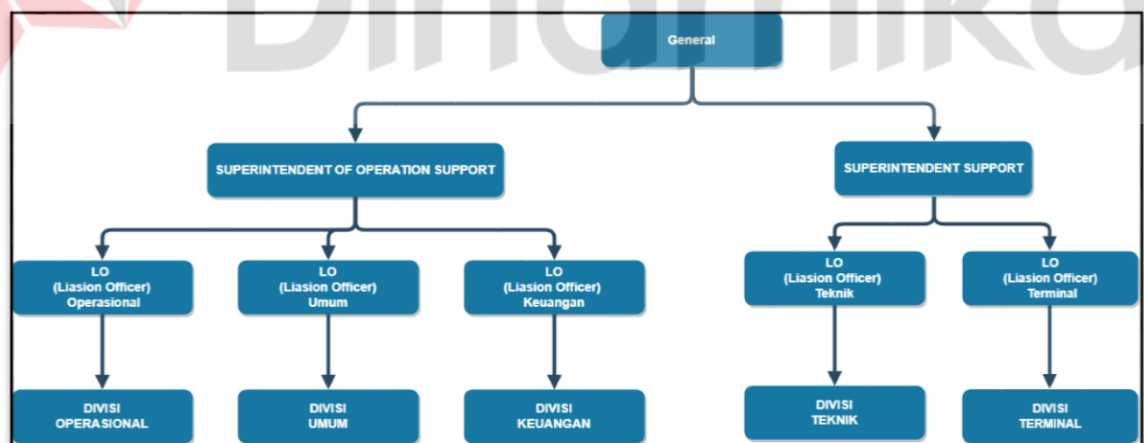 Dinamika
General
SUPERINTENDENT OF OPERATION SUPPORT
SUPERINTENDENT SUPPORT
LO
(Liasion Officer)
Operasional
LO
(Liasion Officer)
Umum
LO
(Liasion Officer)
Keuangan
LO
(Liasion Officer)
Teknik
LO
(Liasion Officer)
Terminal
DIVISI
OPERASIONAL
DIVISI
UMUM
DIVISI
KEUANGAN
DIVISI
TEKNIK
DIVISI
TERMINAL